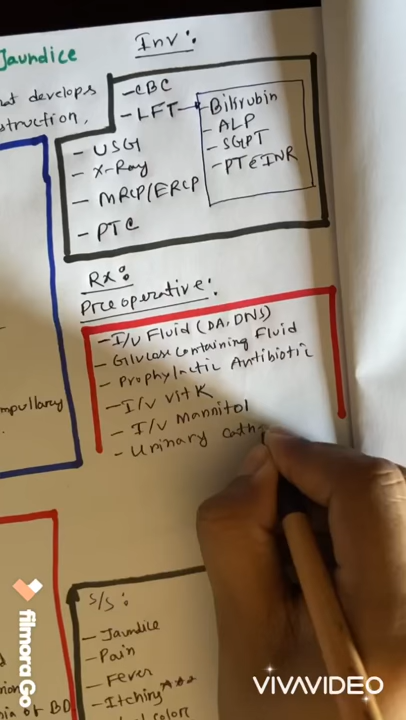 Jaundice
Inv:
develops
struction,
- CBC
- LFT
- Bilirubin
- ALP
- SGPT
- PT & INR
- USG
- X-Ray
- MRCP/ERCP
- PTC
Rx:
Preoperative:
- I/v Fluid (DA, DNS)
- Glucose Containing Fluid
- Prophylactic Antibiotic
- I/v Vit K
- I/v Mannitol
- Urinary Cath
mpullary
S/S:
- Jaundice
- Pain
- Fever
- Itching***
of BD
filmora Go
VIVAVIDEO